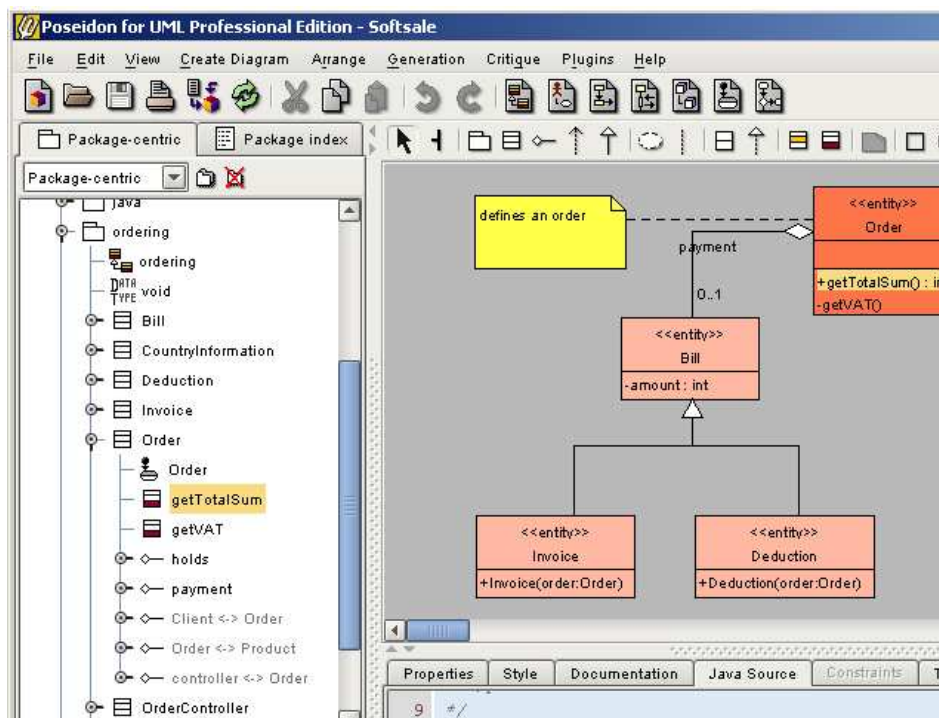 Poseidon for UML Professional Edition - Softsale
File Edit View Create Diagram Arrange Generation Critique Plugins Help
Package-centric Package index
Package-centric
java
ordering
ordering
DATA TYPE void
Bill
CountryInformation
Deduction
Invoice
Order
Order
getTotalSum
getVAT
holds
payment
Client <-> Order
Order <-> Product
controller <-> Order
OrderController
defines an order
<<entity>>
Order
+getTotalSum() : in
-getVAT()
payment
0..1
<<entity>>
Bill
-amount : int
<<entity>>
Invoice
+Invoice(order:Order)
<<entity>>
Deduction
+Deduction(order:Order)
Properties Style Documentation Java Source Constraints T
9 */